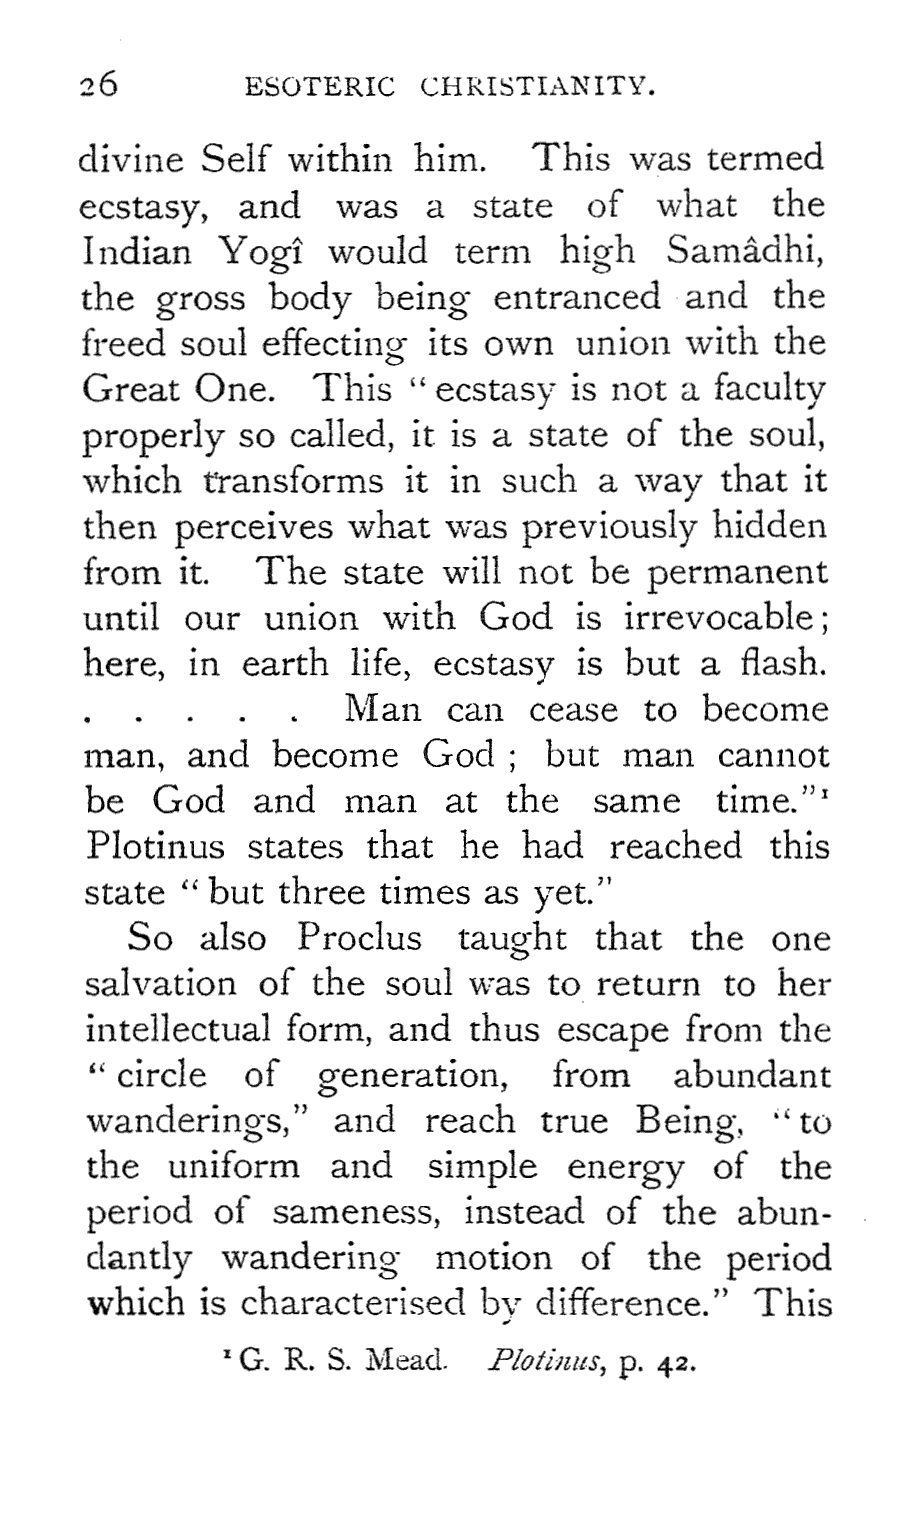 26 ESOTERIC CHRISTIANITY.
divine Self within him. This was termed
ecstasy, and was a state of what the
Indian Yogî would term high Samâdhi,
the gross body being entranced and the
freed soul effecting its own union with the
Great One. This “ ecstasy is not a faculty
properly so called, it is a state of the soul,
which transforms it in such a way that it
then perceives what was previously hidden
from it. The state will not be permanent
until our union with God is irrevocable;
here, in earth life, ecstasy is but a flash.
. . . . . Man can cease to become
man, and become God ; but man cannot
be God and man at the same time.”¹
Plotinus states that he had reached this
state “ but three times as yet.”
So also Proclus taught that the one
salvation of the soul was to return to her
intellectual form, and thus escape from the
“ circle of generation, from abundant
wanderings,” and reach true Being, “ to
the uniform and simple energy of the
period of sameness, instead of the abun-
dantly wandering motion of the period
which is characterised by difference.” This
¹ G. R. S. Mead. Plotinus, p. 42.